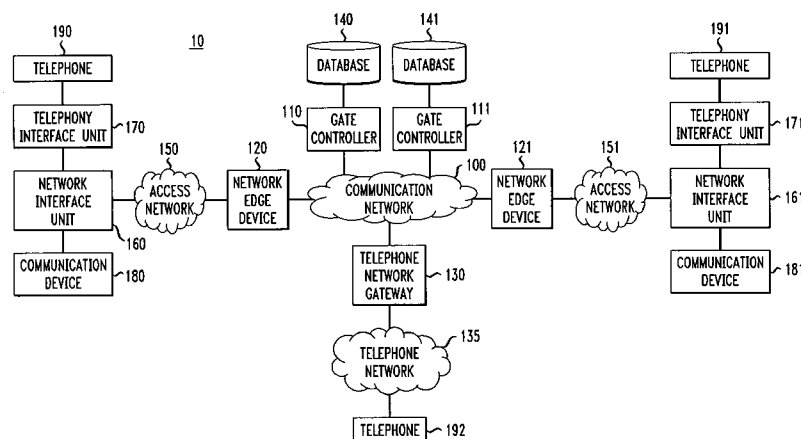 190
TELEPHONE
TELEPHONY
INTERFACE UNIT
170
NETWORK
INTERFACE
UNIT
160
COMMUNICATION
DEVICE
180
10
150
ACCESS
NETWORK
120
NETWORK
EDGE
DEVICE
140
DATABASE
141
DATABASE
110
GATE
CONTROLLER
GATE
CONTROLLER
111
100
COMMUNICATION
NETWORK
TELEPHONE
NETWORK
GATEWAY
130
135
TELEPHONE
NETWORK
TELEPHONE
192
121
NETWORK
EDGE
DEVICE
151
ACCESS
NETWORK
191
TELEPHONE
TELEPHONY
INTERFACE UNIT
171
NETWORK
INTERFACE
UNIT
161
COMMUNICATION
DEVICE
181